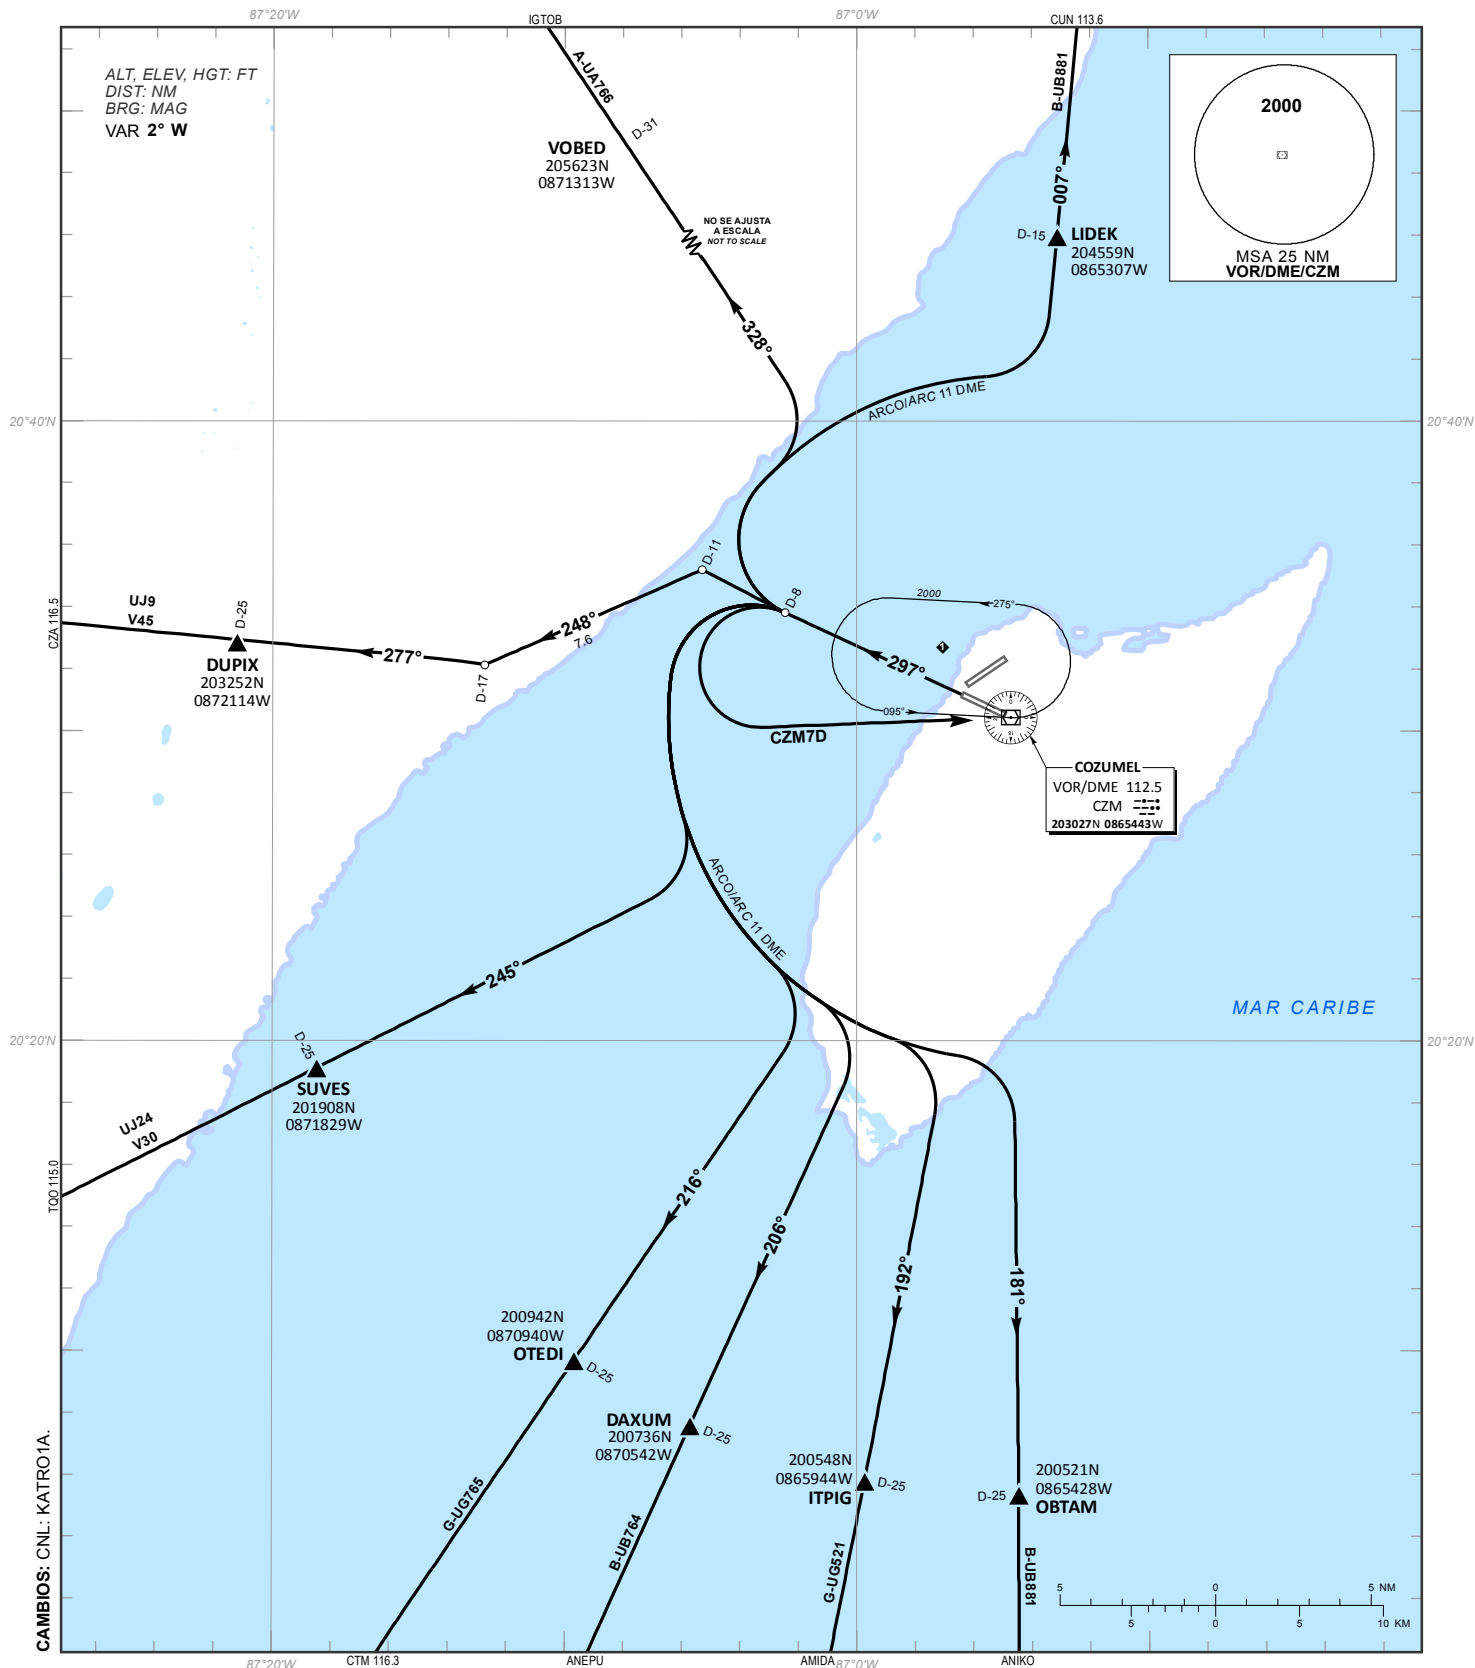 87°20'W
IGTOB
87°0'W
CUN 113.6
ALT, ELEV, HGT: FT
DIST: NM
BRG: MAG
VAR 2° W
A-UA766
D-31
VOBED
205623N
0871313W
NO SE AJUSTA
A ESCALA
NOT TO SCALE
328°
B-UB881
007°
D-15
LIDEK
204559N
0865307W
2000
MSA 25 NM
VOR/DME/CZM
ARCO/ARC 11 DME
20°40'N
20°40'N
D-11
D-8
2000
275°
CZA 116.5
UJ9
V45
D-25
DUPIX
203252N
0872114W
277°
248°
7.6
D-17
1
297°
095°
CZM7D
COZUMEL
VOR/DME 112.5
CZM
203027N 0865443W
ARCO/ARC 11 DME
245°
MAR CARIBE
20°20'N
20°20'N
D-25
SUVES
201908N
0871829W
UJ24
V30
TQO 115.0
216°
206°
192°
181°
200942N
0870940W
OTEDI
D-25
DAXUM
200736N
0870542W
D-25
200548N
0865944W
ITPIG
D-25
D-25
200521N
0865428W
OBTAM
G-UG765
B-UB764
G-UG521
B-UB881
CAMBIOS: CNL: KATRO1A.
5 0 5 NM
5 0 5 10 KM
87°20'W
CTM 116.3
ANEPU
AMIDA
87°0'W
ANIKO